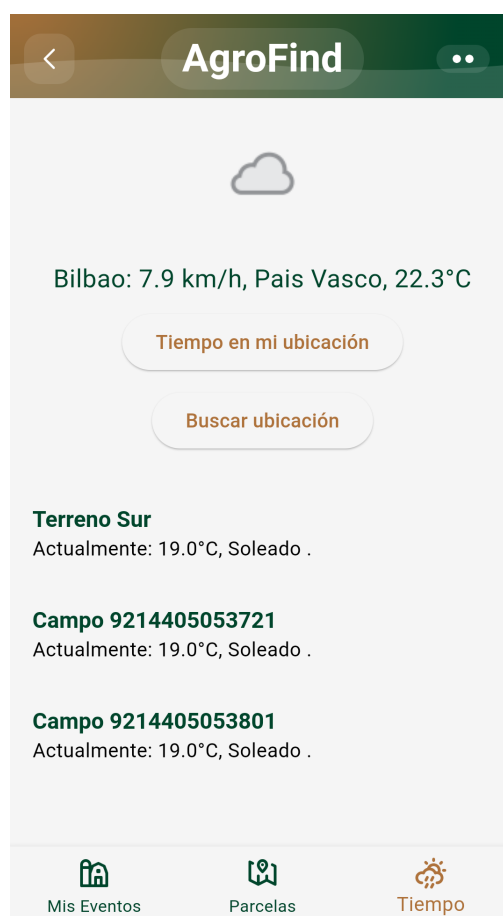 AgroFind
Bilbao: 7.9 km/h, Pais Vasco, 22.3°C
Tiempo en mi ubicación
Buscar ubicación
Terreno Sur
Actualmente: 19.0°C, Soleado .
Campo 9214405053721
Actualmente: 19.0°C, Soleado .
Campo 9214405053801
Actualmente: 19.0°C, Soleado .
Mis Eventos
Parcelas
Tiempo